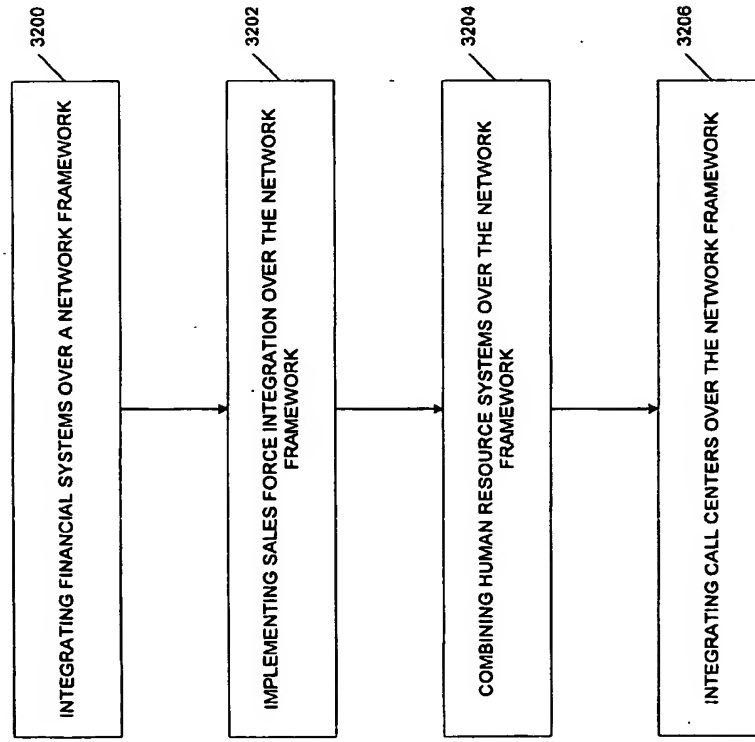 3200
INTEGRATING FINANCIAL SYSTEMS OVER A NETWORK FRAMEWORK
3202
IMPLEMENTING SALES FORCE INTEGRATION OVER THE NETWORK
FRAMEWORK
3204
COMBINING HUMAN RESOURCE SYSTEMS OVER THE NETWORK
FRAMEWORK
3206
INTEGRATING CALL CENTERS OVER THE NETWORK FRAMEWORK